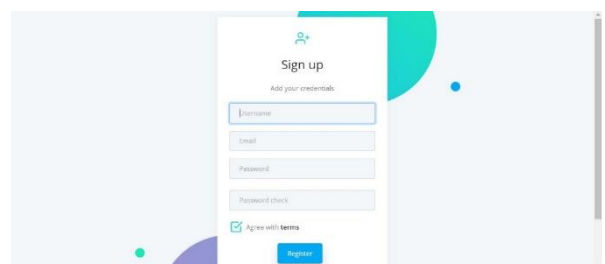 Sign up
Add your credentials
Username
Email
Password
Password check
Agree with terms
Register